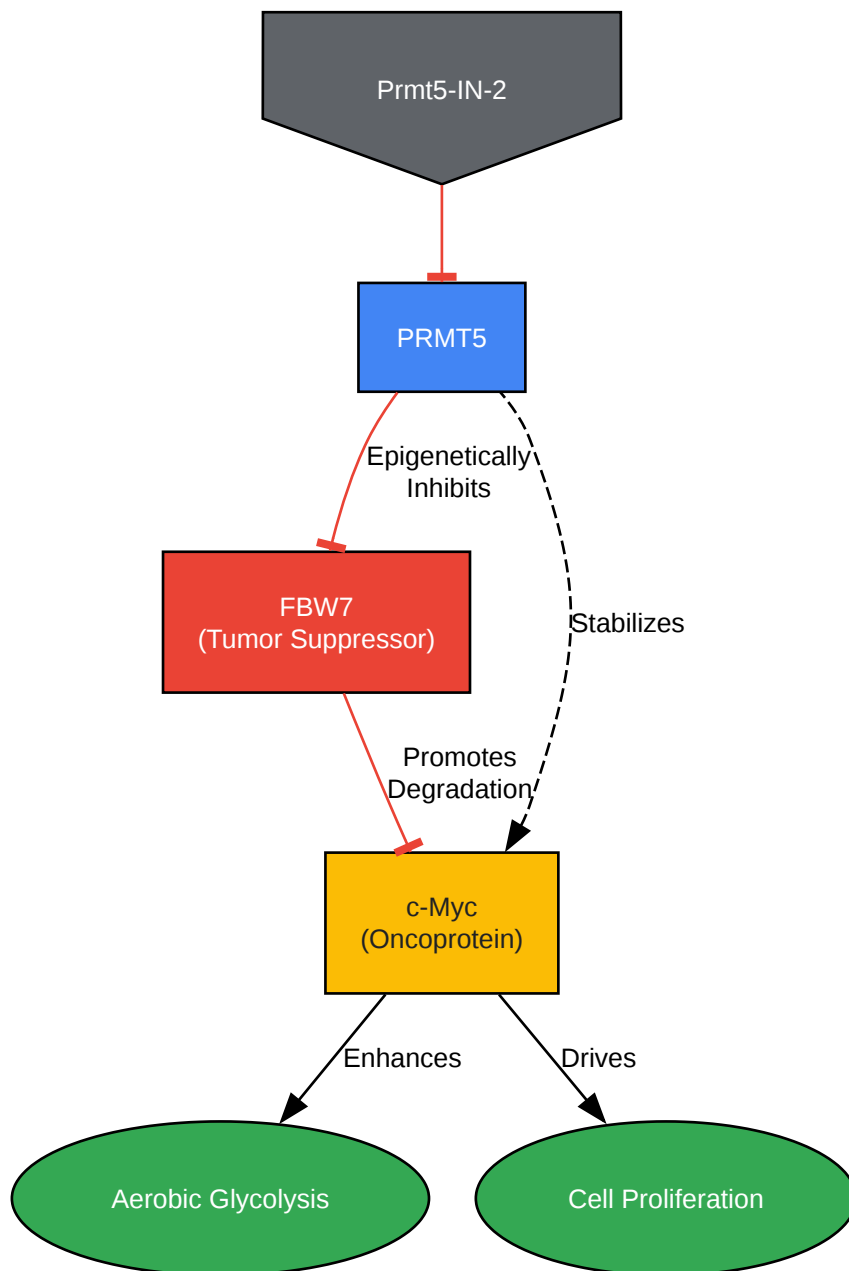 Prmt5-IN-2
PRMT5
Epigenetically
Inhibits
FBW7
(Tumor Suppressor)
Stabilizes
Promotes
Degradation
c-Myc
(Oncoprotein)
Enhances
Drives
Aerobic Glycolysis
Cell Proliferation